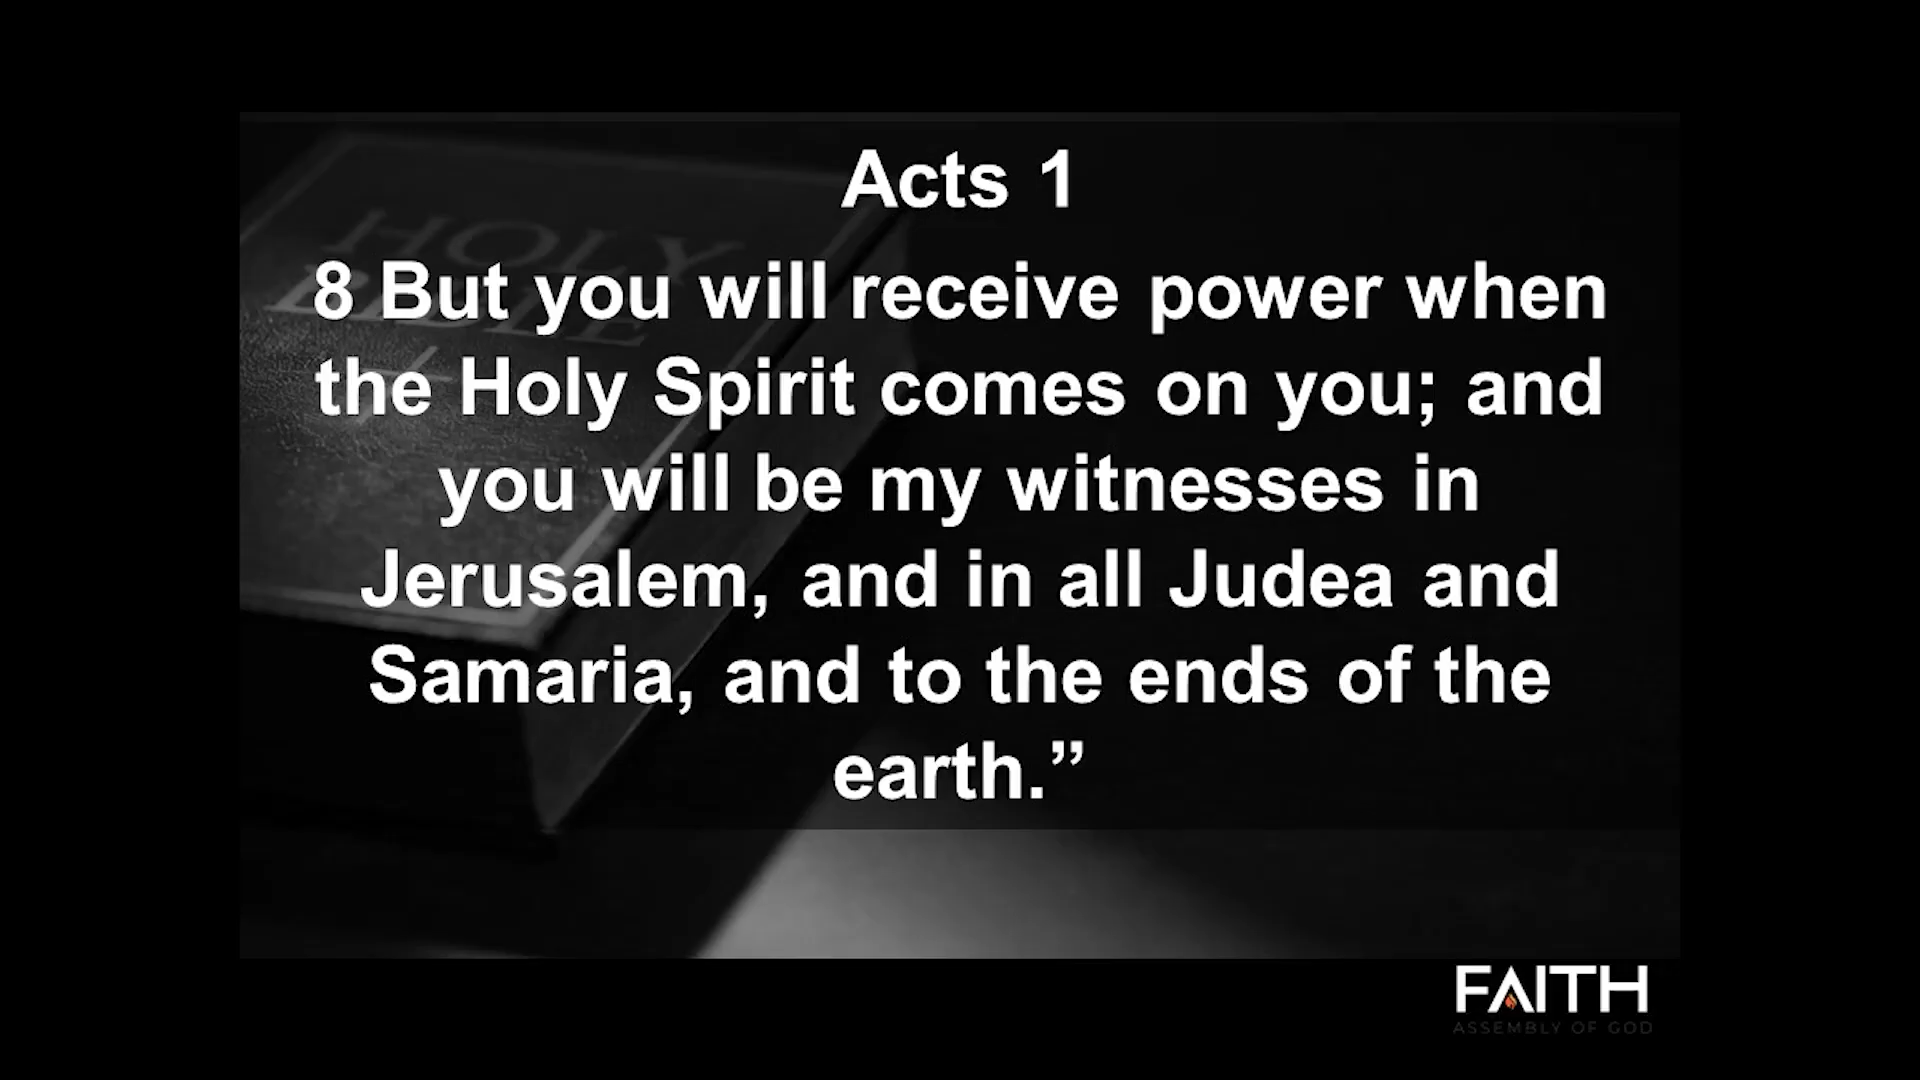 Acts 1
8 But you will receive power when
the Holy Spirit comes on you; and
you will be my witnesses in
Jerusalem, and in all Judea and
Samaria, and to the ends of the
earth.”
HOLY
BIBLE
FAITH
ASSEMBLY OF GOD